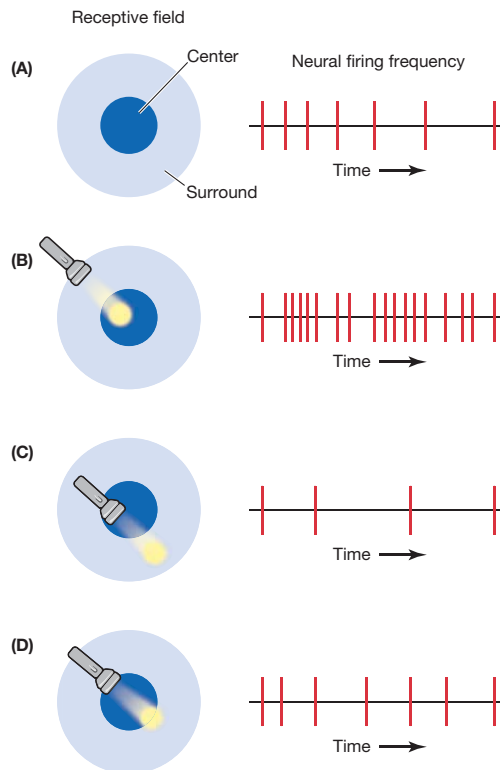 Receptive field
Neural firing frequency
(A)
Center
Surround
Time
(B)
Time
(C)
Time
(D)
Time